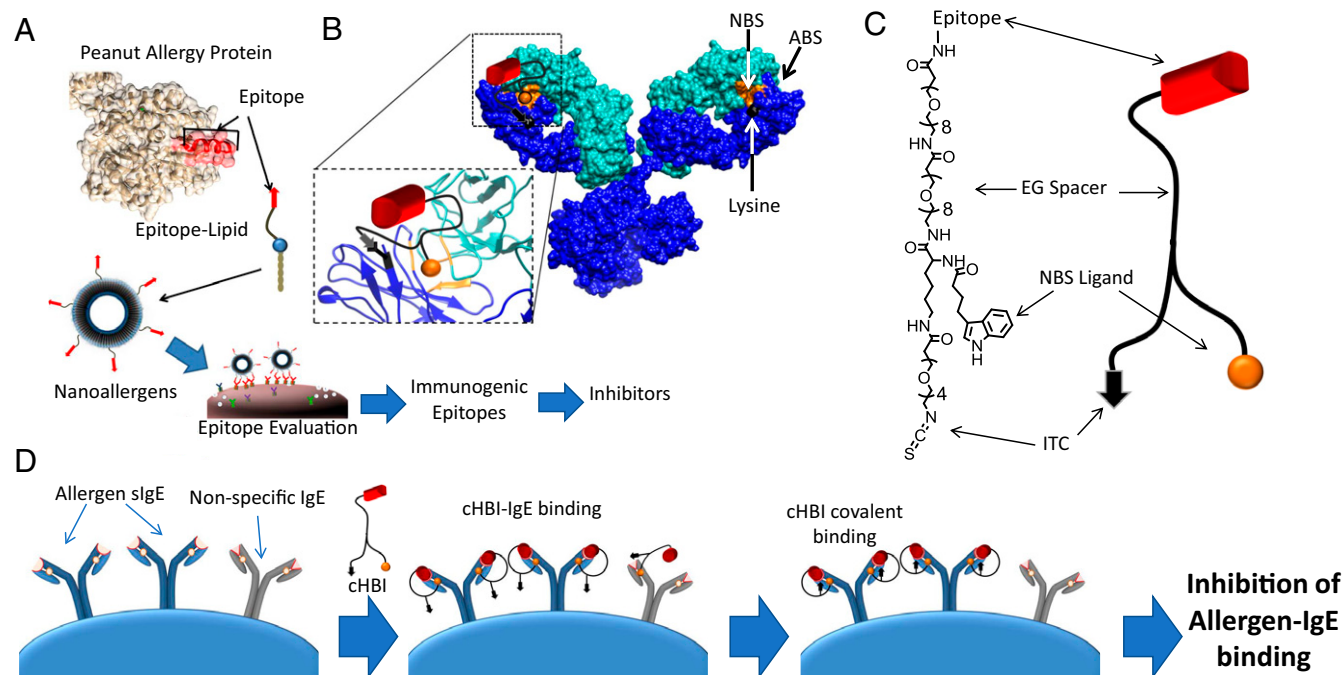 A
Peanut Allergy Protein
Epitope
Epitope-Lipid
Nanoallergens
Epitope Evaluation
Immunogenic
Epitopes
Inhibitors
B
NBS
ABS
Lysine
C
Epitope
NH
O
O
8
HN
O
O
8
NH
O
NH
O
HN
O
N
H
O
4
N
C
S
EG Spacer
NBS Ligand
ITC
D
Allergen sIgE
Non-specific IgE
cHBI
cHBI-IgE binding
cHBI covalent
binding
Inhibition of
Allergen-IgE
binding